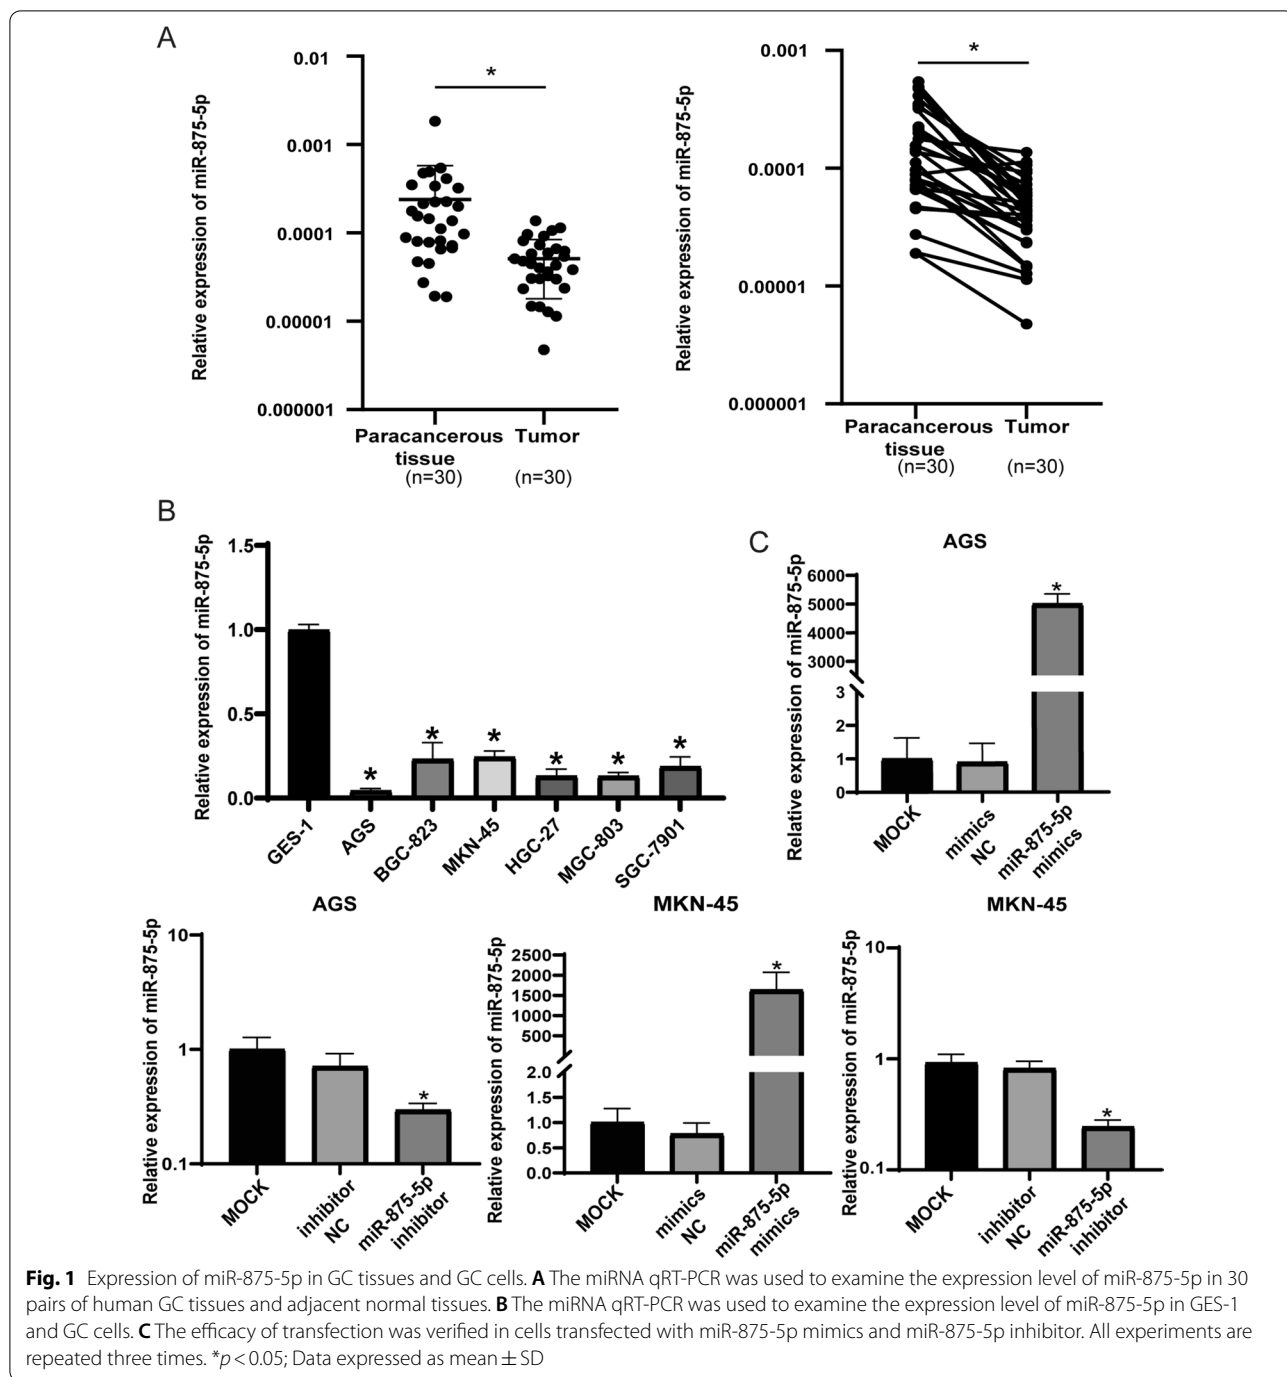 A
Relative expression of miR-875-5p
0.01
0.001
0.0001
0.00001
0.000001
*
Paracancerous
tissue
(n=30)
Tumor
(n=30)
Relative expression of miR-875-5p
0.001
0.0001
0.00001
0.000001
*
Paracancerous
tissue
(n=30)
Tumor
(n=30)
B
Relative expression of miR-875-5p
1.5
1.0
0.5
0.0
*
*
*
*
*
*
GES-1
AGS
BGC-823
MKN-45
HGC-27
MGC-803
SGC-7901
C
AGS
Relative expression of miR-875-5p
6000
5000
4000
3000
3
2
1
0
*
MOCK
mimics
NC
miR-875-5p
mimics
AGS
Relative expression of miR-875-5p
10
1
0.1
*
MOCK
inhibitor
NC
miR-875-5p
inhibitor
MKN-45
Relative expression of miR-875-5p
2500
2000
1500
1000
500
2.0
1.5
1.0
0.5
0.0
*
MOCK
mimics
NC
miR-875-5p
mimics
MKN-45
Relative expression of miR-875-5p
10
1
0.1
*
MOCK
inhibitor
NC
miR-875-5p
inhibitor
Fig. 1 Expression of miR-875-5p in GC tissues and GC cells. A The miRNA qRT-PCR was used to examine the expression level of miR-875-5p in 30
pairs of human GC tissues and adjacent normal tissues. B The miRNA qRT-PCR was used to examine the expression level of miR-875-5p in GES-1
and GC cells. C The efficacy of transfection was verified in cells transfected with miR-875-5p mimics and miR-875-5p inhibitor. All experiments are
repeated three times. *p < 0.05; Data expressed as mean ± SD